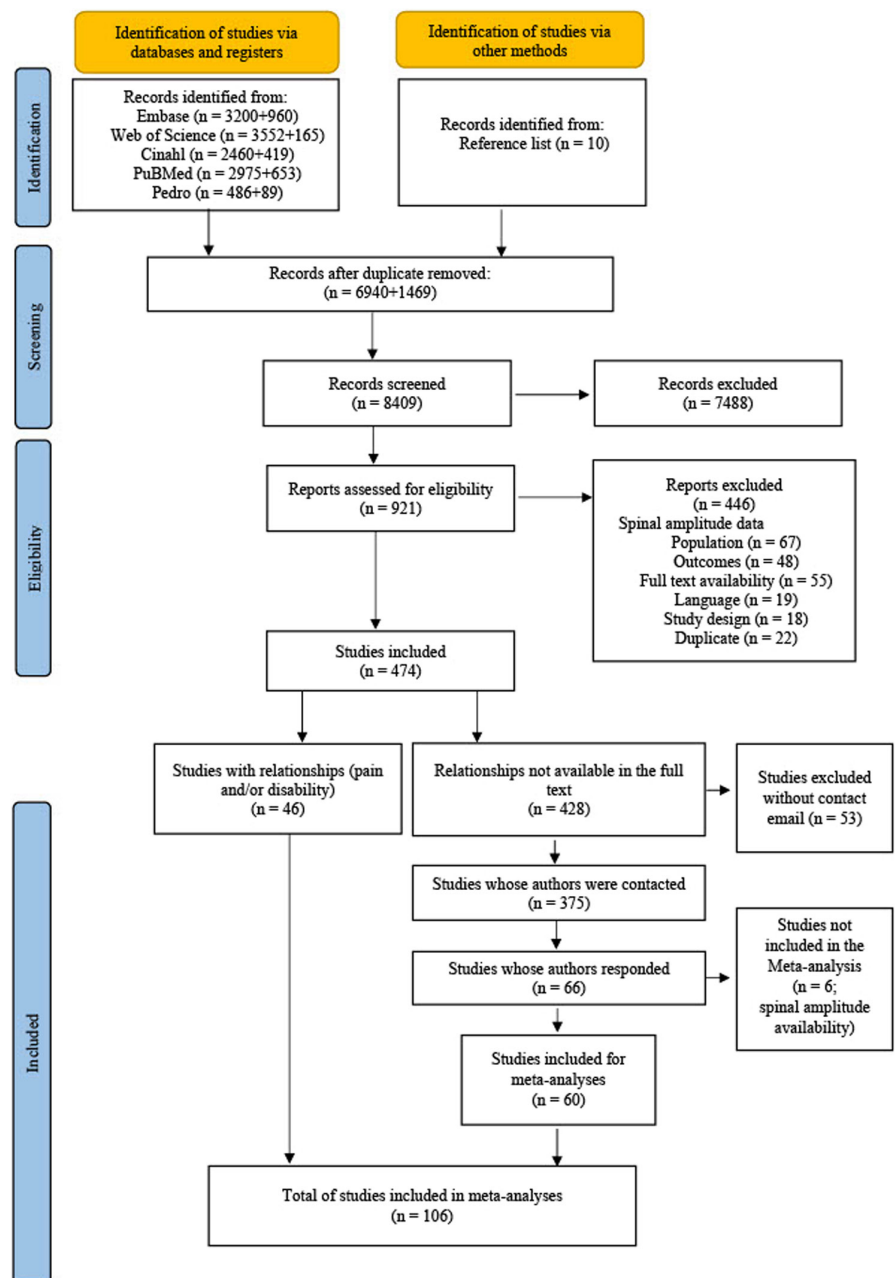 Identification of studies via
databases and registers
Identification of studies via
other methods
Identification
Records identified from:
Embase (n = 3200+960)
Web of Science (n = 3552+165)
Cinahl (n = 2460+419)
PuBMed (n = 2975+653)
Pedro (n = 486+89)
Records identified from:
Reference list (n = 10)
Screening
Records after duplicate removed:
(n = 6940+1469)
Records screened
(n = 8409)
Records excluded
(n = 7488)
Eligibility
Reports assessed for eligibility
(n = 921)
Reports excluded
(n = 446)
Spinal amplitude data
Population (n = 67)
Outcomes (n = 48)
Full text availability (n = 55)
Language (n = 19)
Study design (n = 18)
Duplicate (n = 22)
Studies included
(n = 474)
Included
Studies with relationships (pain
and/or disability)
(n = 46)
Relationships not available in the full
text
(n = 428)
Studies excluded
without contact
email (n = 53)
Studies whose authors were contacted
(n = 375)
Studies whose authors responded
(n = 66)
Studies not
included in the
Meta-analysis
(n = 6;
spinal amplitude
availability)
Studies included for
meta-analyses
(n = 60)
Total of studies included in meta-analyses
(n = 106)